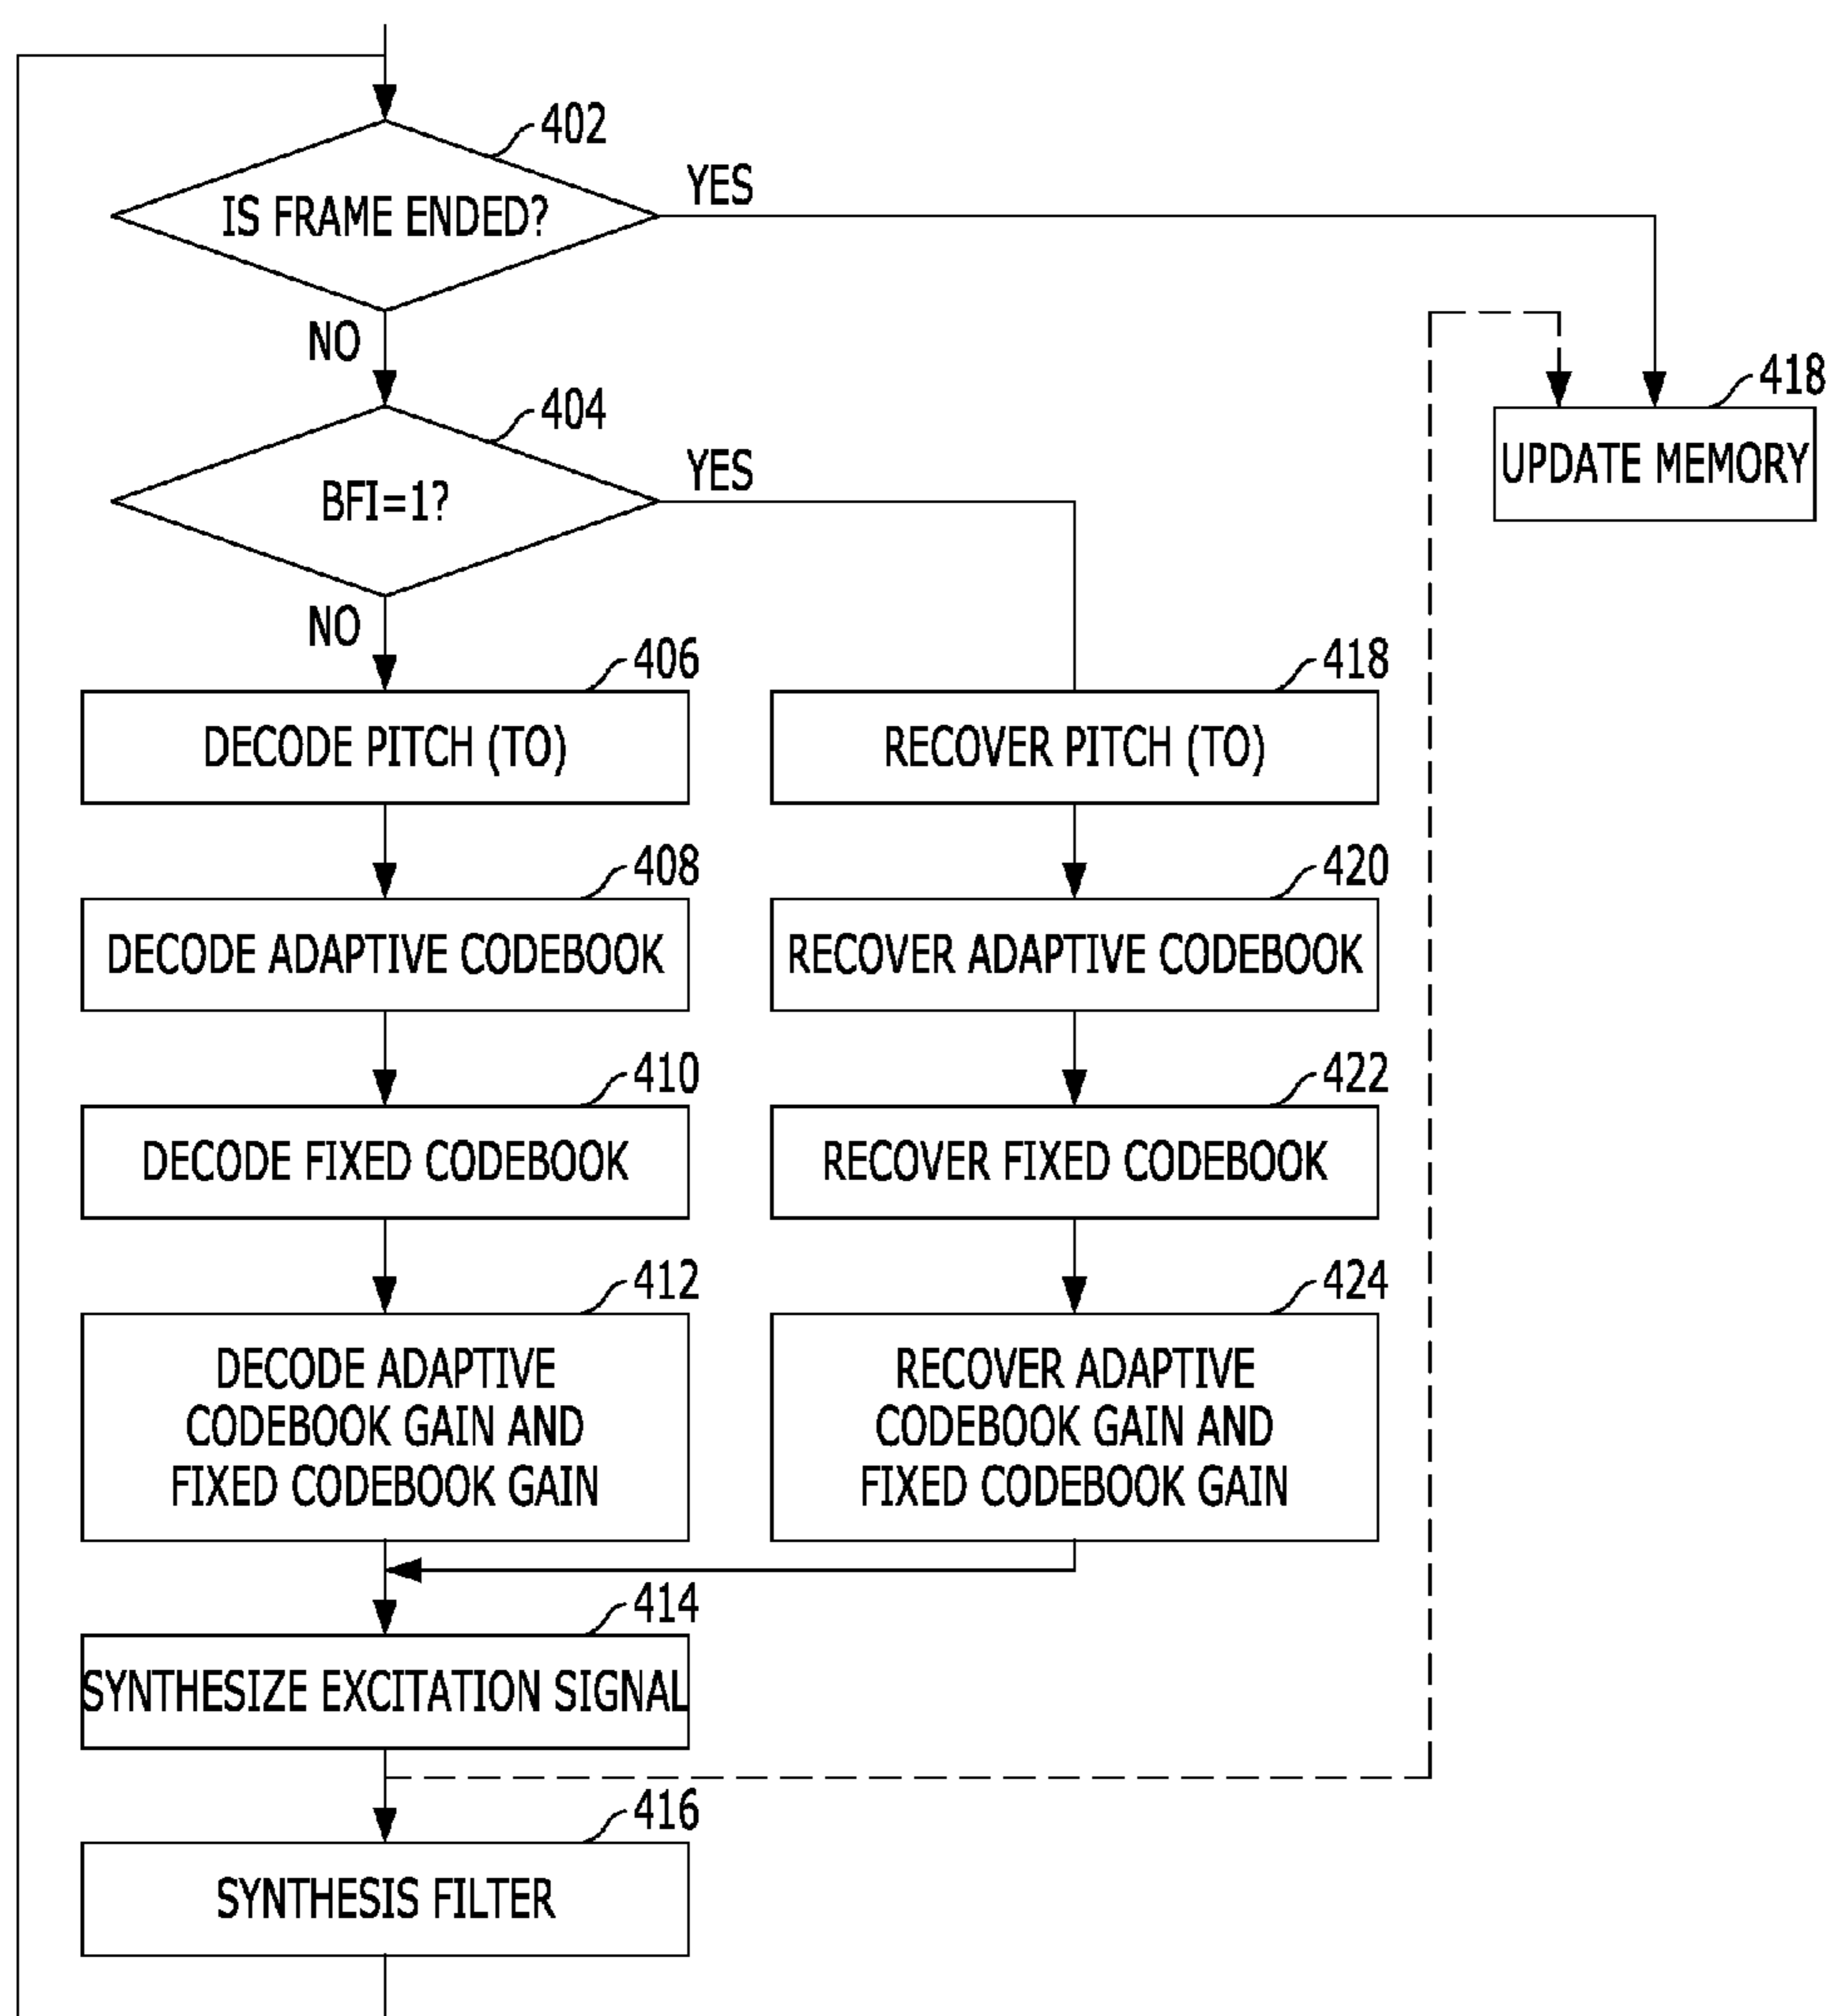 402
IS FRAME ENDED?
YES
NO
418
UPDATE MEMORY
404
BFI=1?
YES
NO
406
DECODE PITCH (TO)
418
RECOVER PITCH (TO)
408
DECODE ADAPTIVE CODEBOOK
420
RECOVER ADAPTIVE CODEBOOK
410
DECODE FIXED CODEBOOK
422
RECOVER FIXED CODEBOOK
412
DECODE ADAPTIVE
CODEBOOK GAIN AND
FIXED CODEBOOK GAIN
424
RECOVER ADAPTIVE
CODEBOOK GAIN AND
FIXED CODEBOOK GAIN
414
SYNTHESIZE EXCITATION SIGNAL
416
SYNTHESIS FILTER